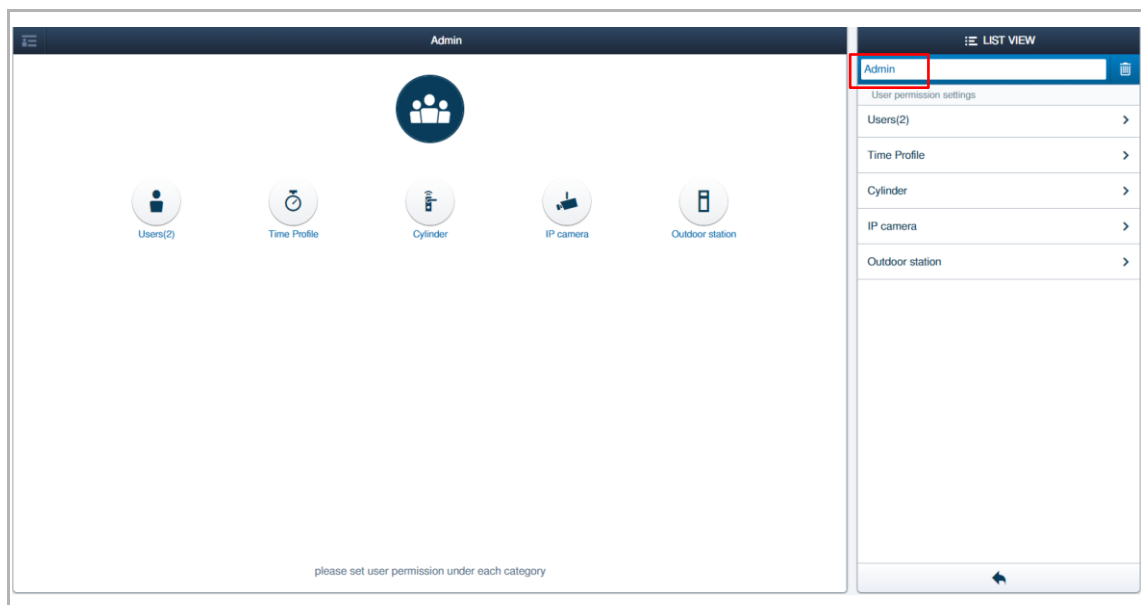 Admin
Users(2)
Time Profile
Cylinder
IP camera
Outdoor station
please set user permission under each category
LIST VIEW
Admin
User permission settings
Users(2)
Time Profile
Cylinder
IP camera
Outdoor station